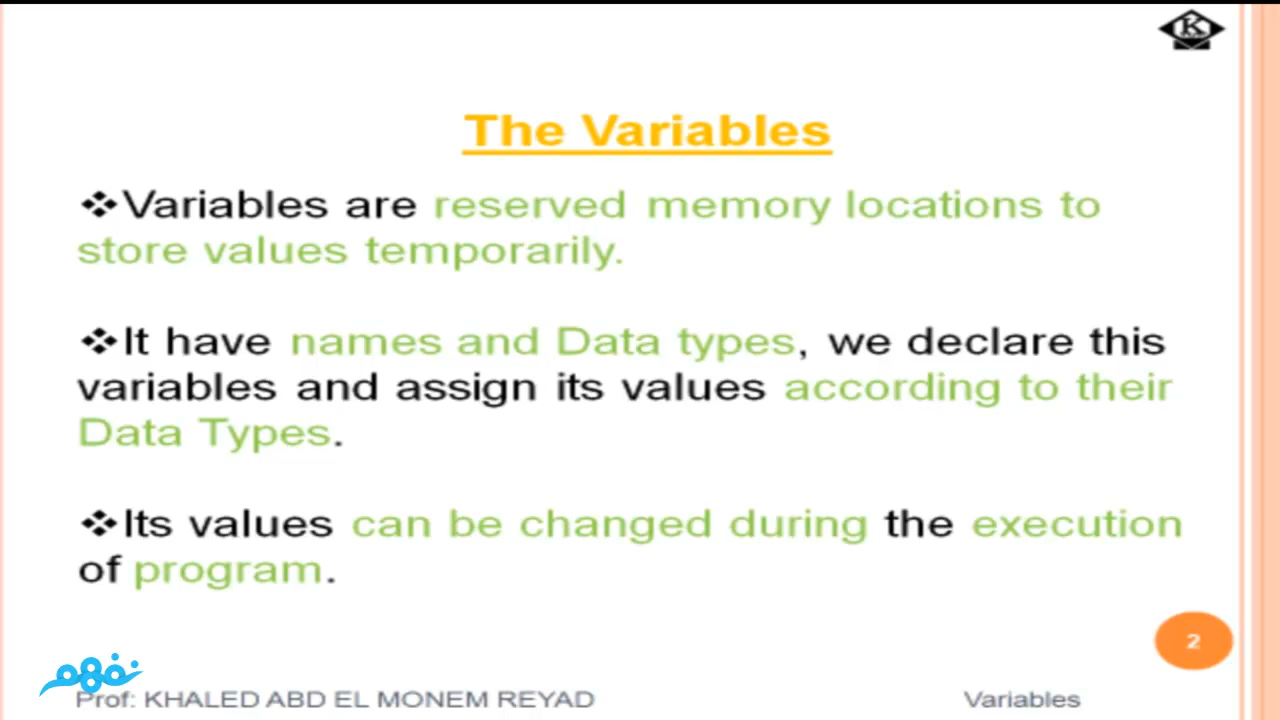 K
The Variables
❖Variables are reserved memory locations to
store values temporarily.
❖It have names and Data types, we declare this
variables and assign its values according to their
Data Types.
❖Its values can be changed during the execution
of program.
2
نفهم
Prof: KHALED ABD EL MONEM REYAD
Variables